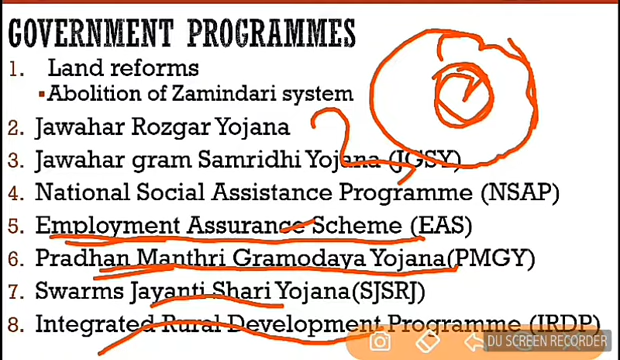 GOVERNMENT PROGRAMMES
1. Land reforms
▪Abolition of Zamindari system
2. Jawahar Rozgar Yojana
3. Jawahar gram Samridhi Yojana (JGSY)
4. National Social Assistance Programme (NSAP)
5. Employment Assurance Scheme (EAS)
6. Pradhan Manthri Gramodaya Yojana(PMGY)
7. Swarms Jayanti Shari Yojana(SJSRJ)
8. Integrated Rural Development Programme (IRDP)
DU SCREEN RECORDER